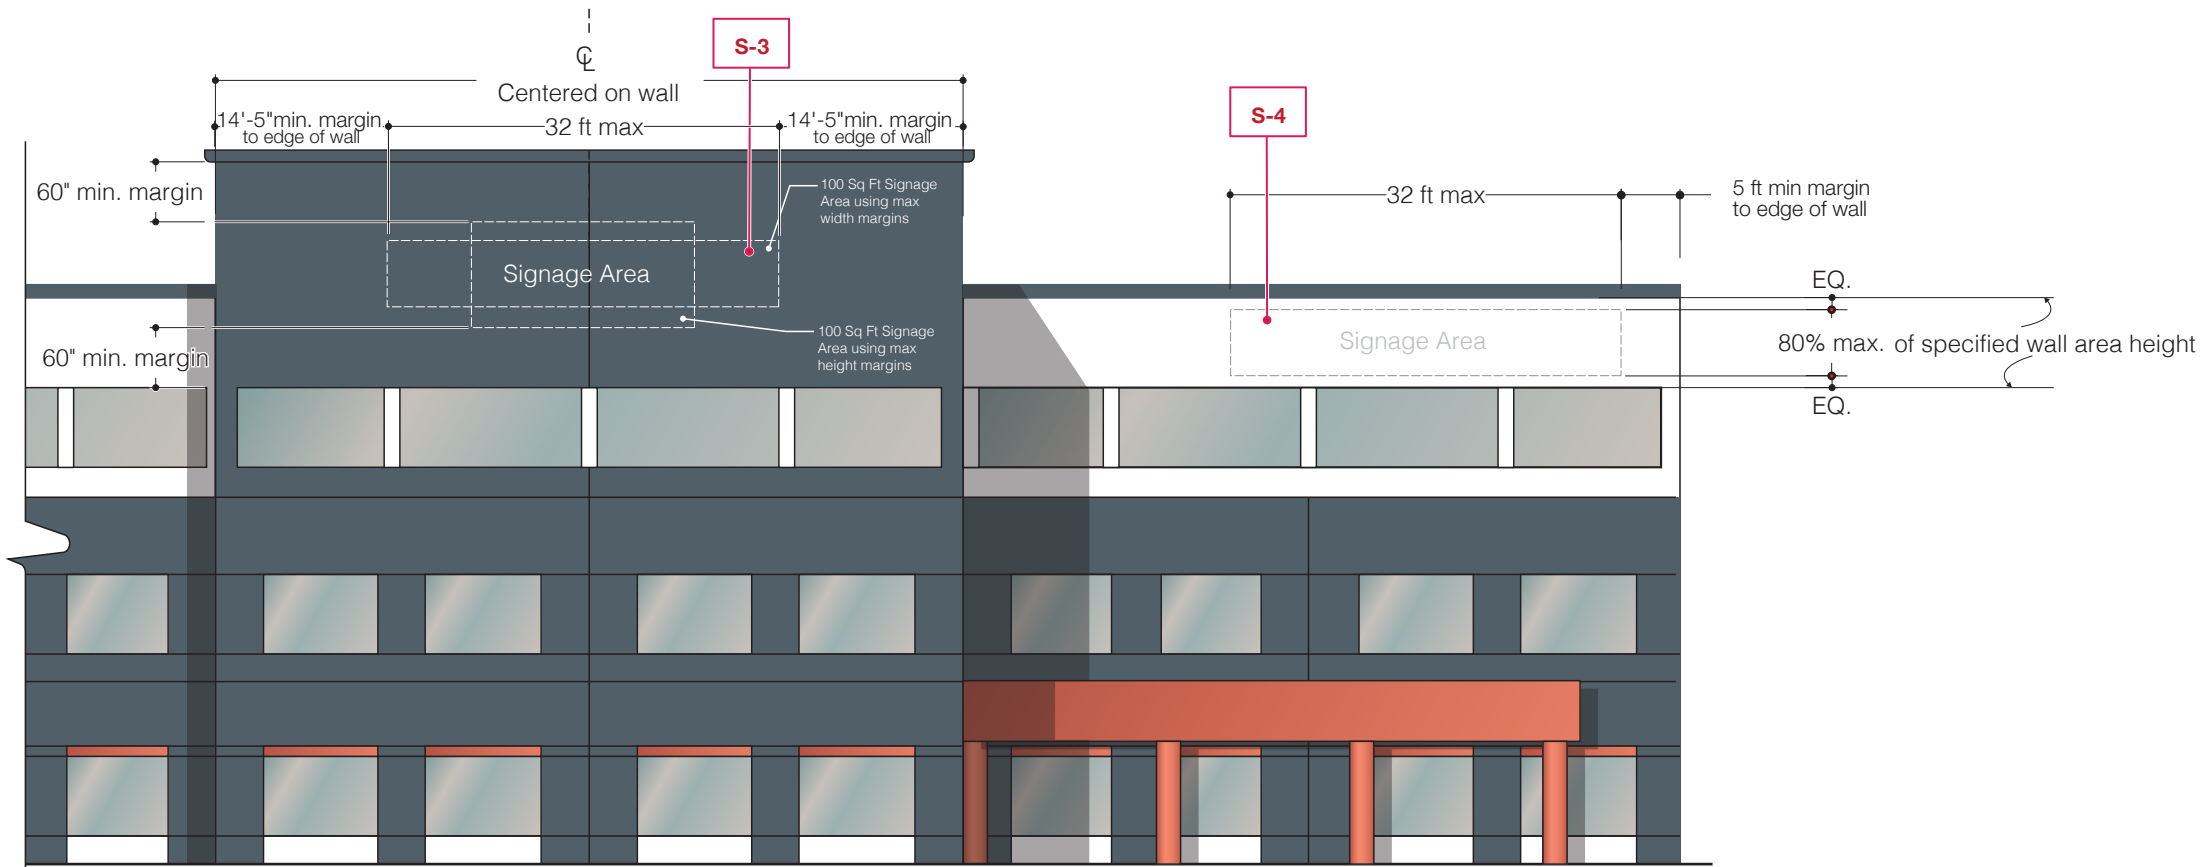 S-3
℄
Centered on wall
14'-5"min. margin
to edge of wall
32 ft max
14'-5"min. margin
to edge of wall
S-4
60" min. margin
100 Sq Ft Signage
Area using max
width margins
32 ft max
5 ft min margin
to edge of wall
Signage Area
EQ.
100 Sq Ft Signage
Area using max
height margins
60" min. margin
Signage Area
80% max. of specified wall area height
EQ.